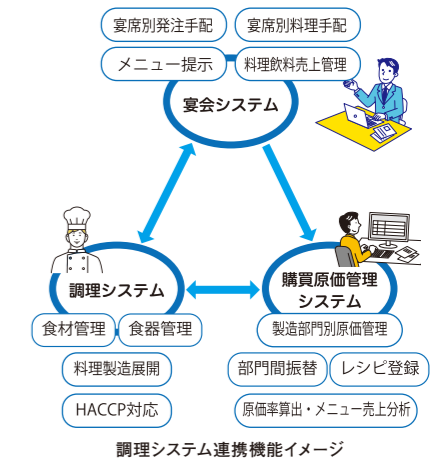 宴席別発注手配 宴席別料理手配
メニュー提示 料理飲料売上管理
宴会システム
調理システム
購買原価管理
システム
食材管理 食器管理
製造部門別原価管理
料理製造展開
部門間振替 レシピ登録
HACCP対応
原価率算出・メニュー売上分析
調理システム連携機能イメージ